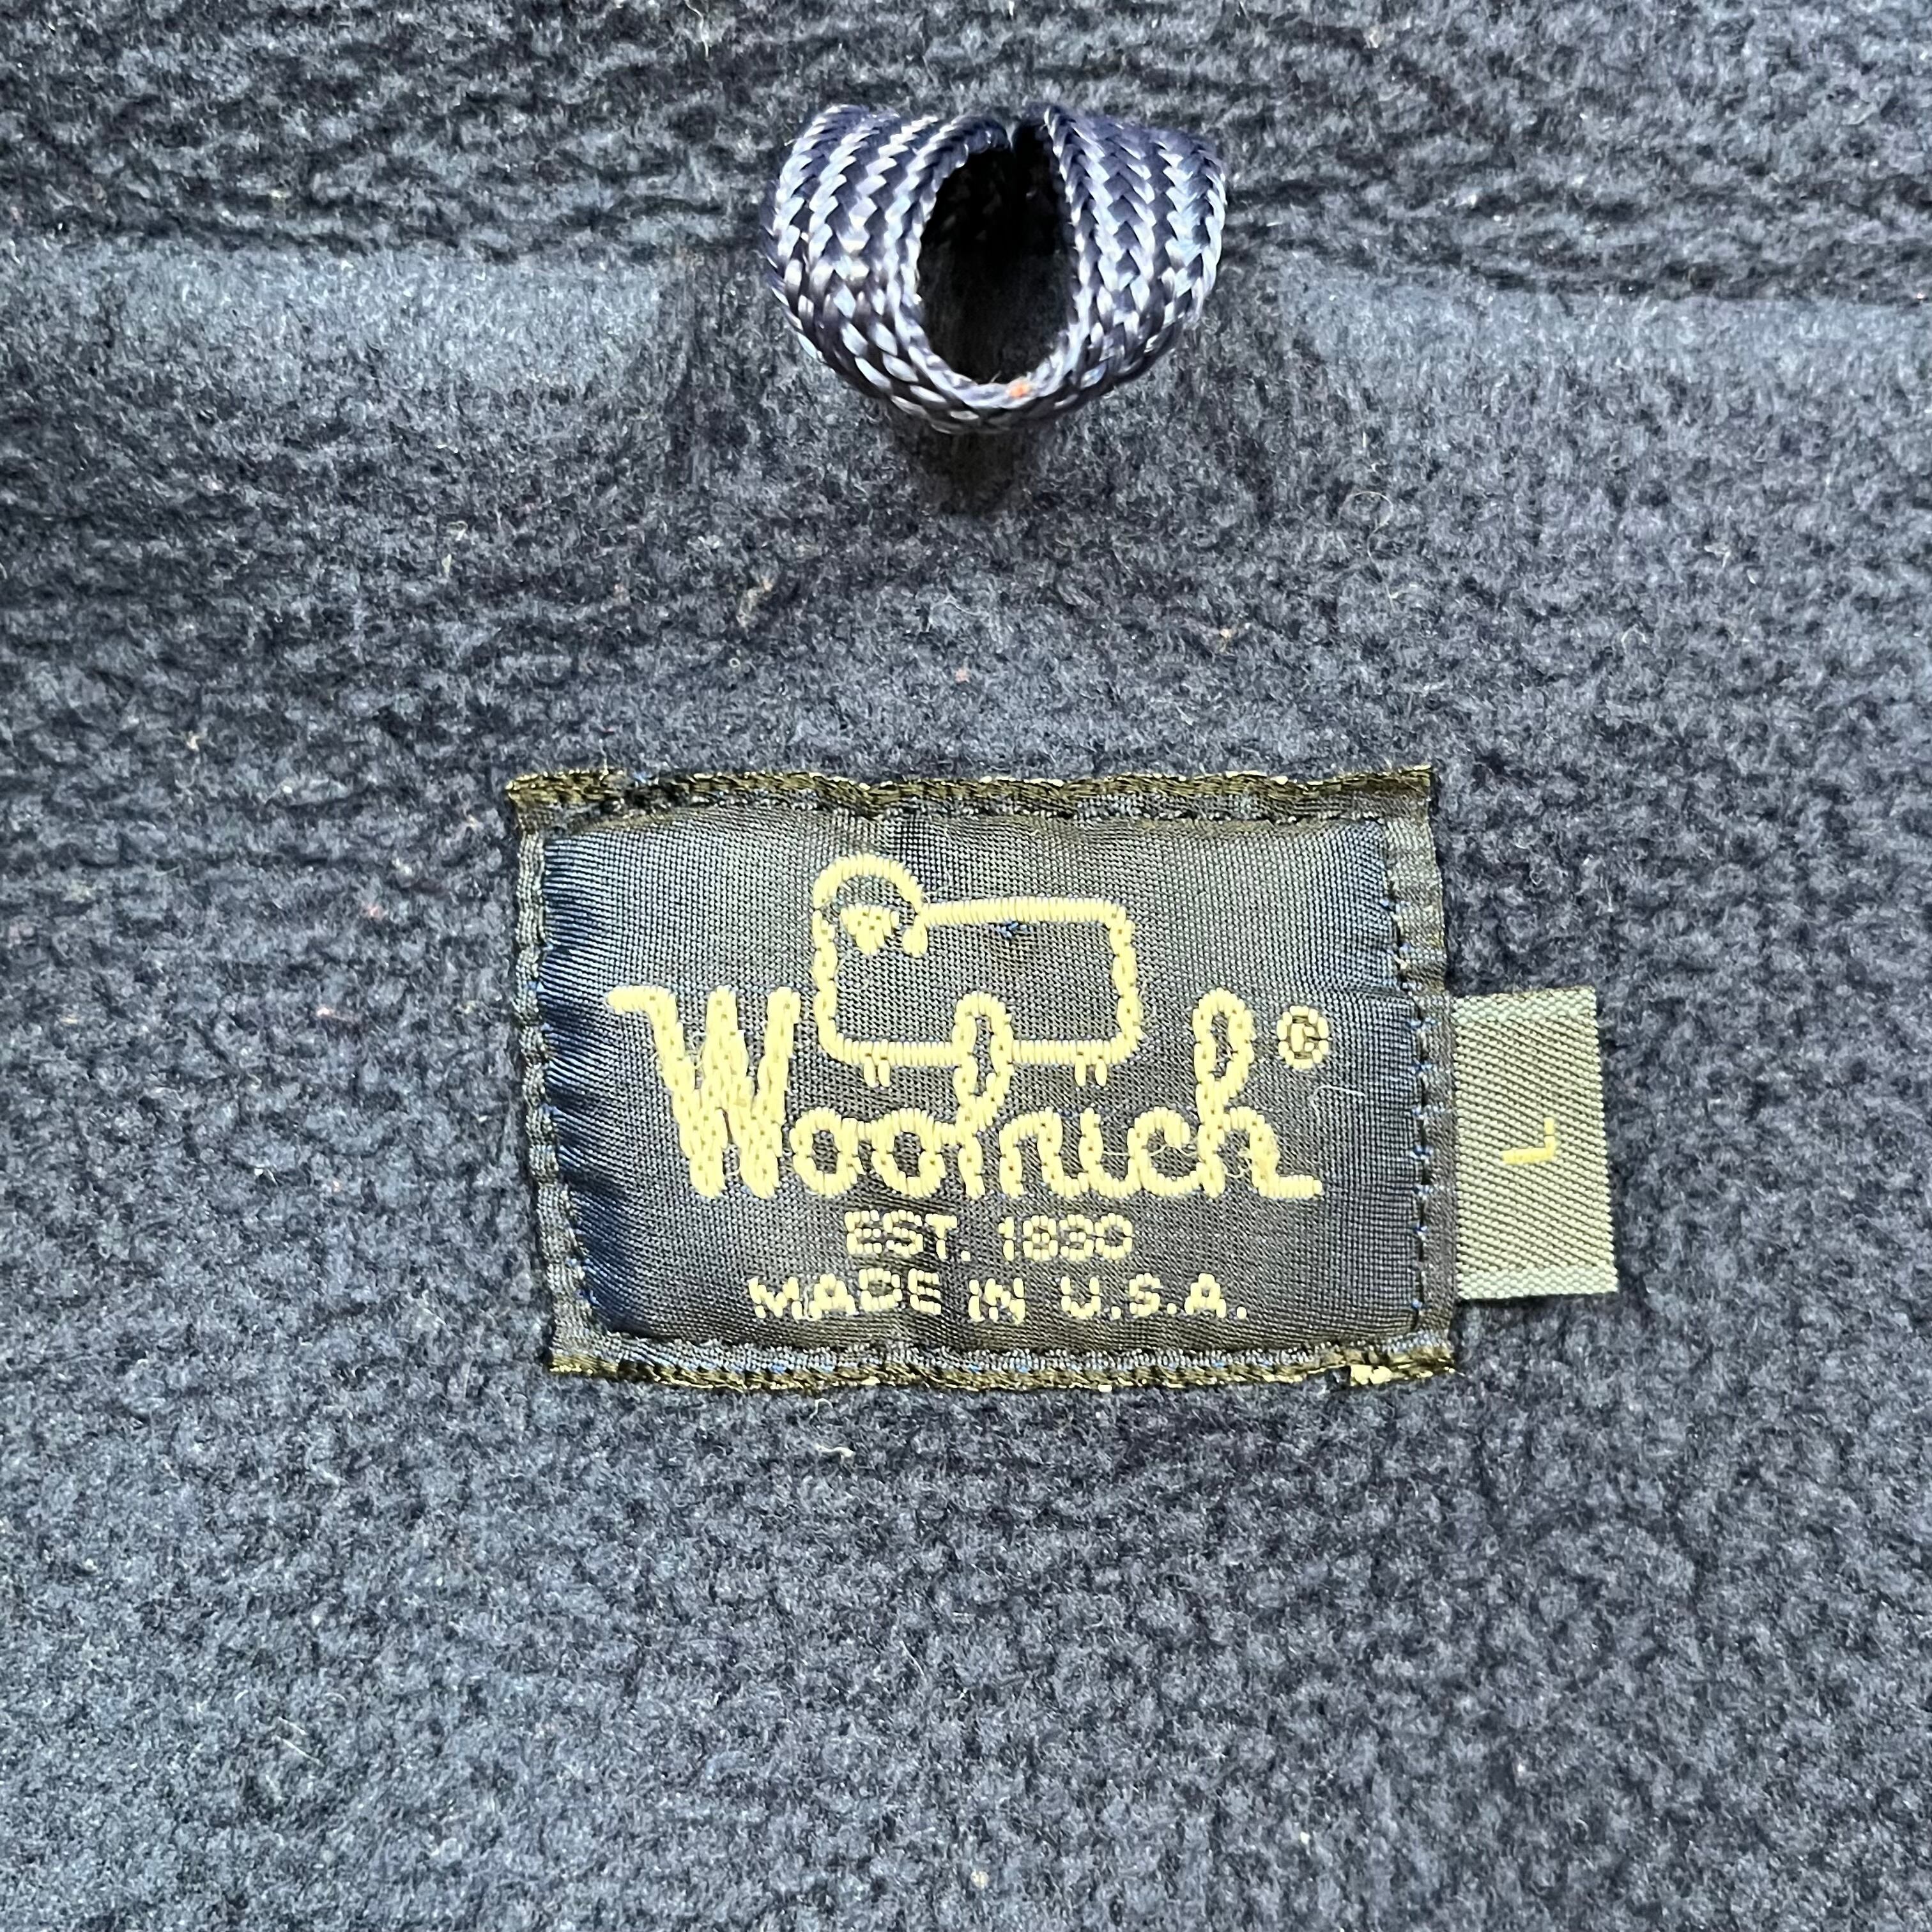 Woolrich®
EST. 1830
MADE IN U.S.A.
L